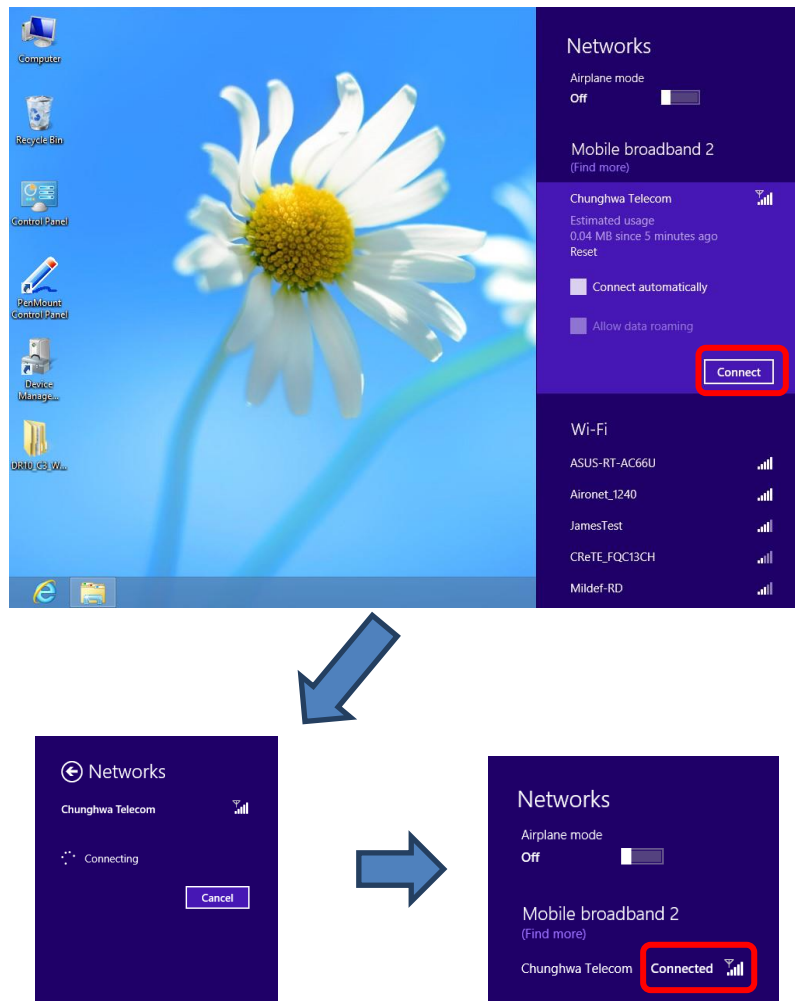 Computer
Recycle Bin
Control Panel
PenMount
Control Panel
Device
Manage...
DR10_C3_W...
Networks
Airplane mode
Off
Mobile broadband 2
(Find more)
Chunghwa Telecom
Estimated usage
0.04 MB since 5 minutes ago
Reset
Connect automatically
Allow data roaming
Connect
Wi-Fi
ASUS-RT-AC66U
Aironet_1240
JamesTest
CReTE_FQC13CH
Mildef-RD
Networks
Chunghwa Telecom
Connecting
Cancel
Networks
Airplane mode
Off
Mobile broadband 2
(Find more)
Chunghwa Telecom Connected